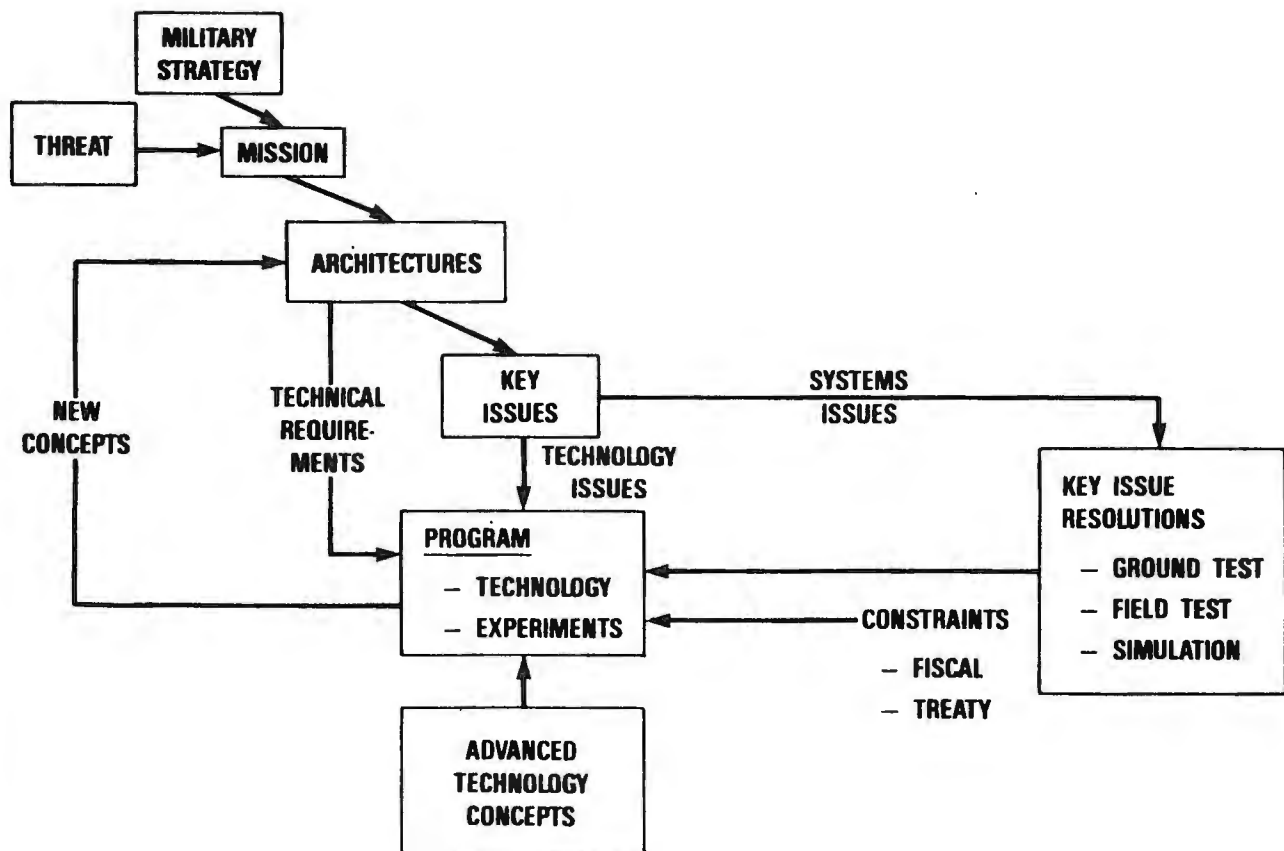 MILITARY
STRATEGY
THREAT
MISSION
ARCHITECTURES
NEW
CONCEPTS
TECHNICAL
REQUIRE-
MENTS
KEY
ISSUES
SYSTEMS
ISSUES
TECHNOLOGY
ISSUES
PROGRAM
– TECHNOLOGY
– EXPERIMENTS
KEY ISSUE
RESOLUTIONS
– GROUND TEST
– FIELD TEST
– SIMULATION
CONSTRAINTS
– FISCAL
– TREATY
ADVANCED
TECHNOLOGY
CONCEPTS